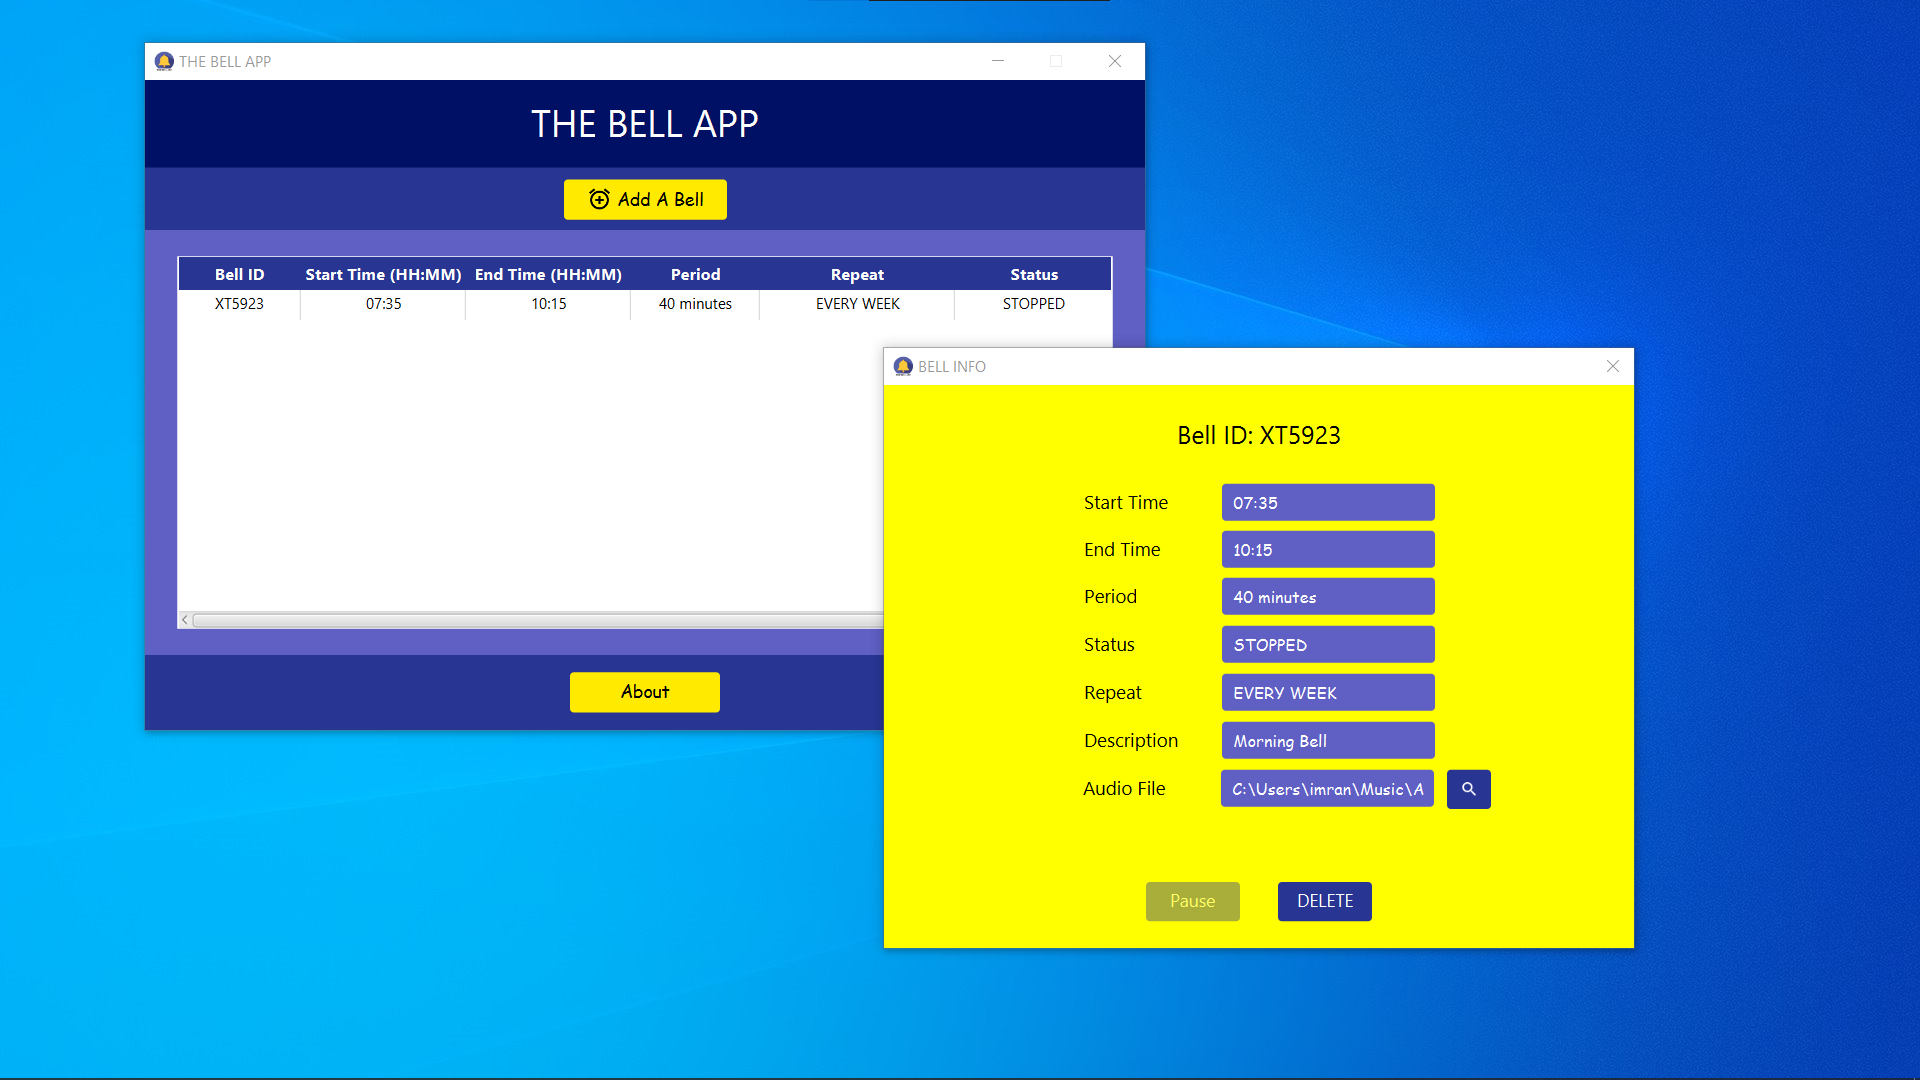 THE BELL APP
THE BELL APP
Add A Bell
Bell ID Start Time (HH:MM) End Time (HH:MM) Period Repeat Status
XT5923 07:35 10:15 40 minutes EVERY WEEK STOPPED
About
BELL INFO
Bell ID: XT5923
Start Time 07:35
End Time 10:15
Period 40 minutes
Status STOPPED
Repeat EVERY WEEK
Description Morning Bell
Audio File C:\Users\imran\Music\A
Pause DELETE